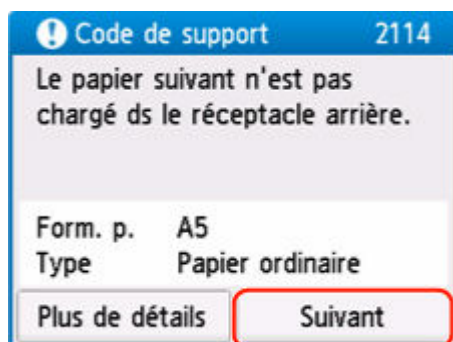 Code de support 2114
Le papier suivant n'est pas
chargé ds le réceptacle arrière.
Form. p. A5
Type Papier ordinaire
Plus de détails Suivant